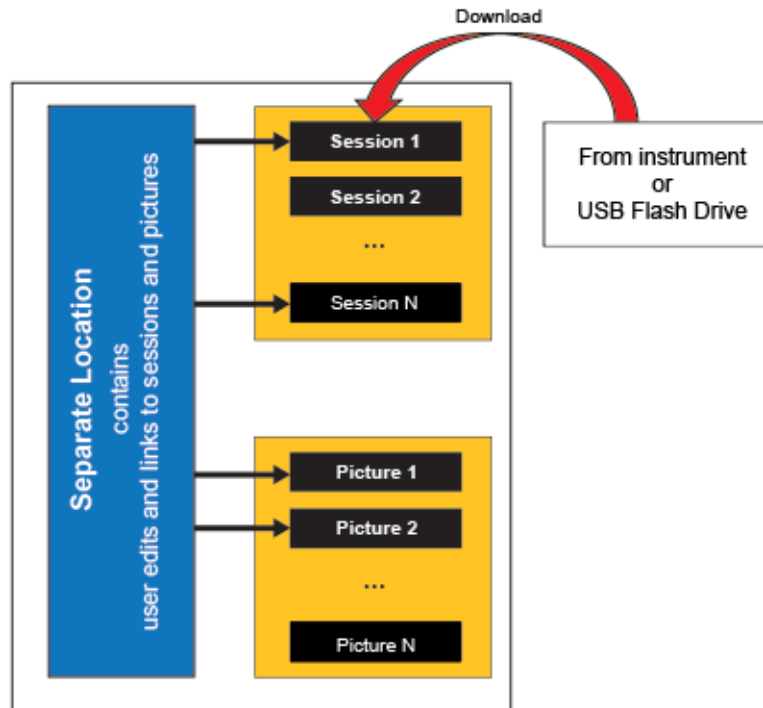 Download
Separate Location
contains
user edits and links to sessions and pictures
Session 1
Session 2
...
Session N
From instrument
or
USB Flash Drive
Picture 1
Picture 2
...
Picture N